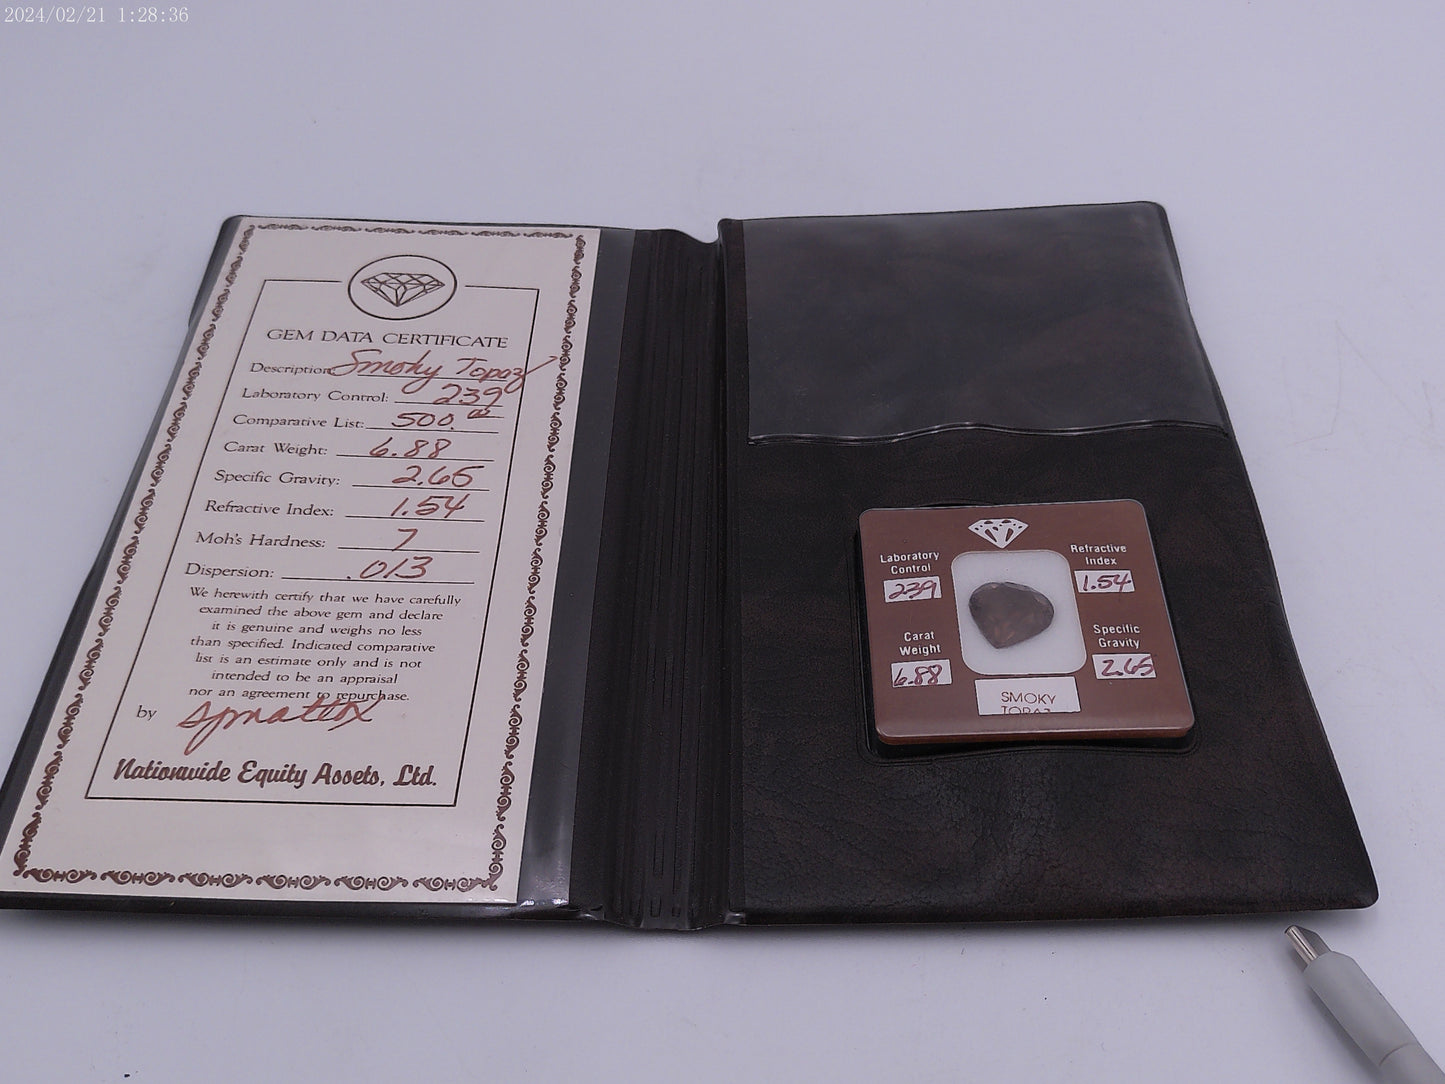 2024/02/21 1:28:36
GEM DATA CERTIFICATE
Description Smoky Topaz
Laboratory Control: 239
Comparative List: 500.00
Carat Weight: 6.88
Specific Gravity: 2.65
Refractive Index: 1.54
Moh's Hardness: 7
Dispersion: .013
We herewith certify that we have carefully
examined the above gem and declare
it is genuine and weighs no less
than specified. Indicated comparative
list is an estimate only and is not
intended to be an appraisal
nor an agreement to repurchase.
by
Nationwide Equity Assets, Ltd.
Laboratory
Control
239
Carat
Weight
6.88
Refractive
Index
1.54
Specific
Gravity
2.65
SMOKY
TOPAZ